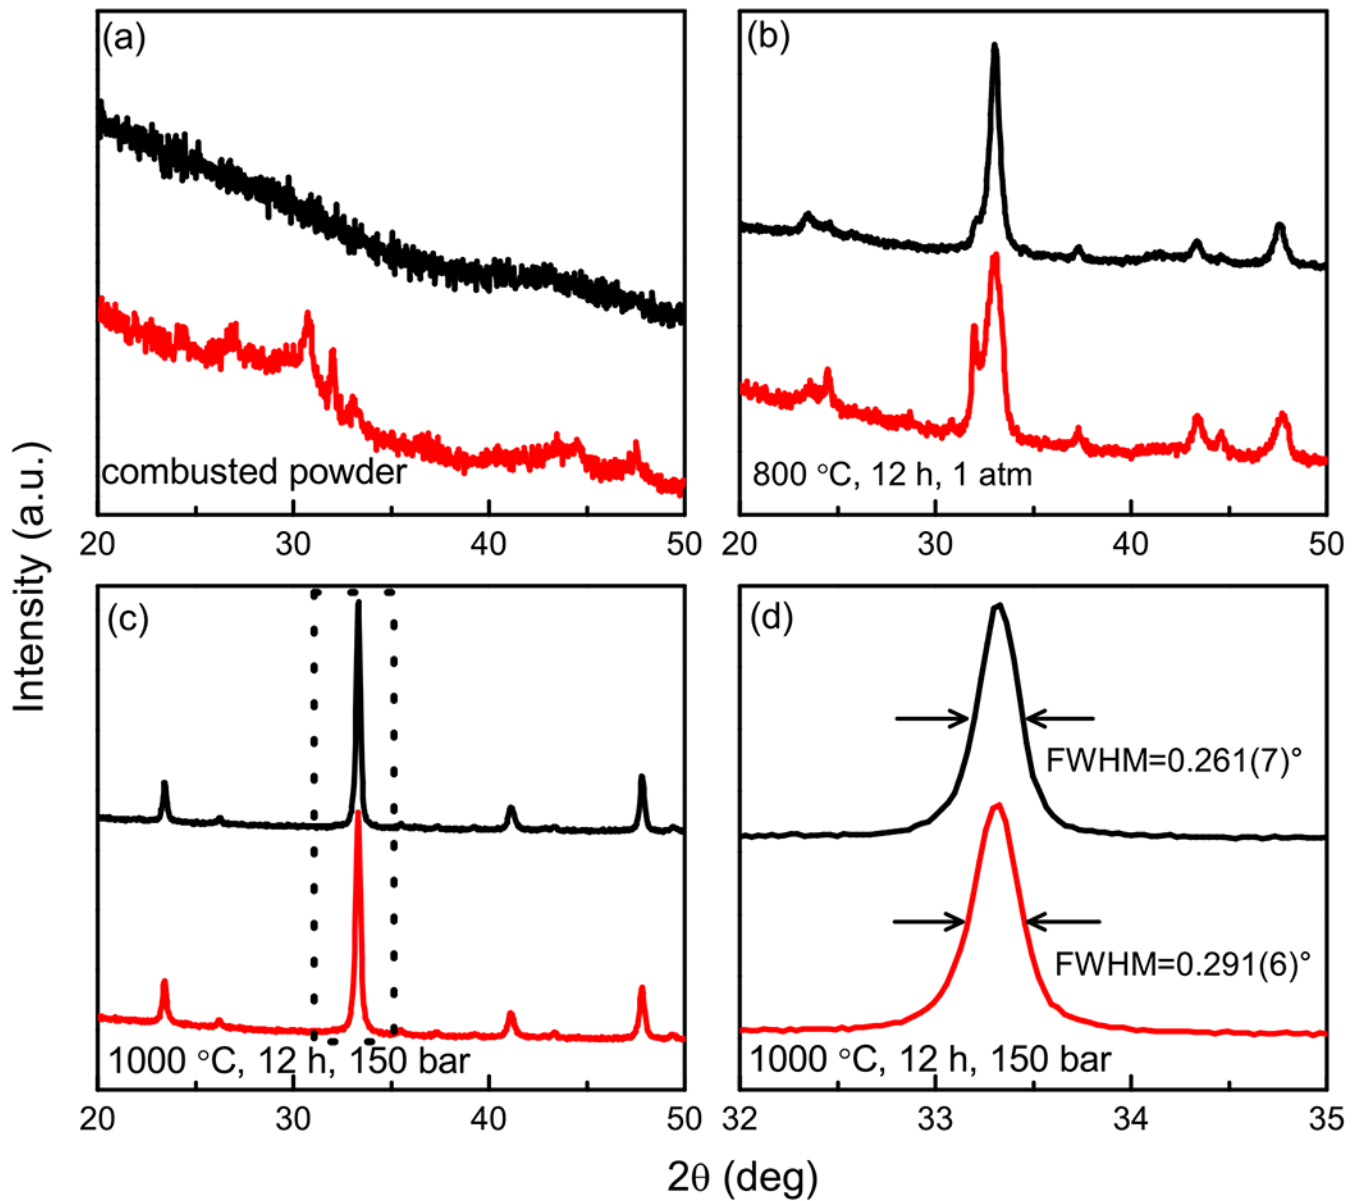 (a)
combusted powder
20 30 40 50
(b)
800 °C, 12 h, 1 atm
20 30 40 50
Intensity (a.u.)
(c)
1000 °C, 12 h, 150 bar
20 30 40 50
(d)
FWHM=0.261(7)°
FWHM=0.291(6)°
1000 °C, 12 h, 150 bar
32 33 34 35
2θ (deg)